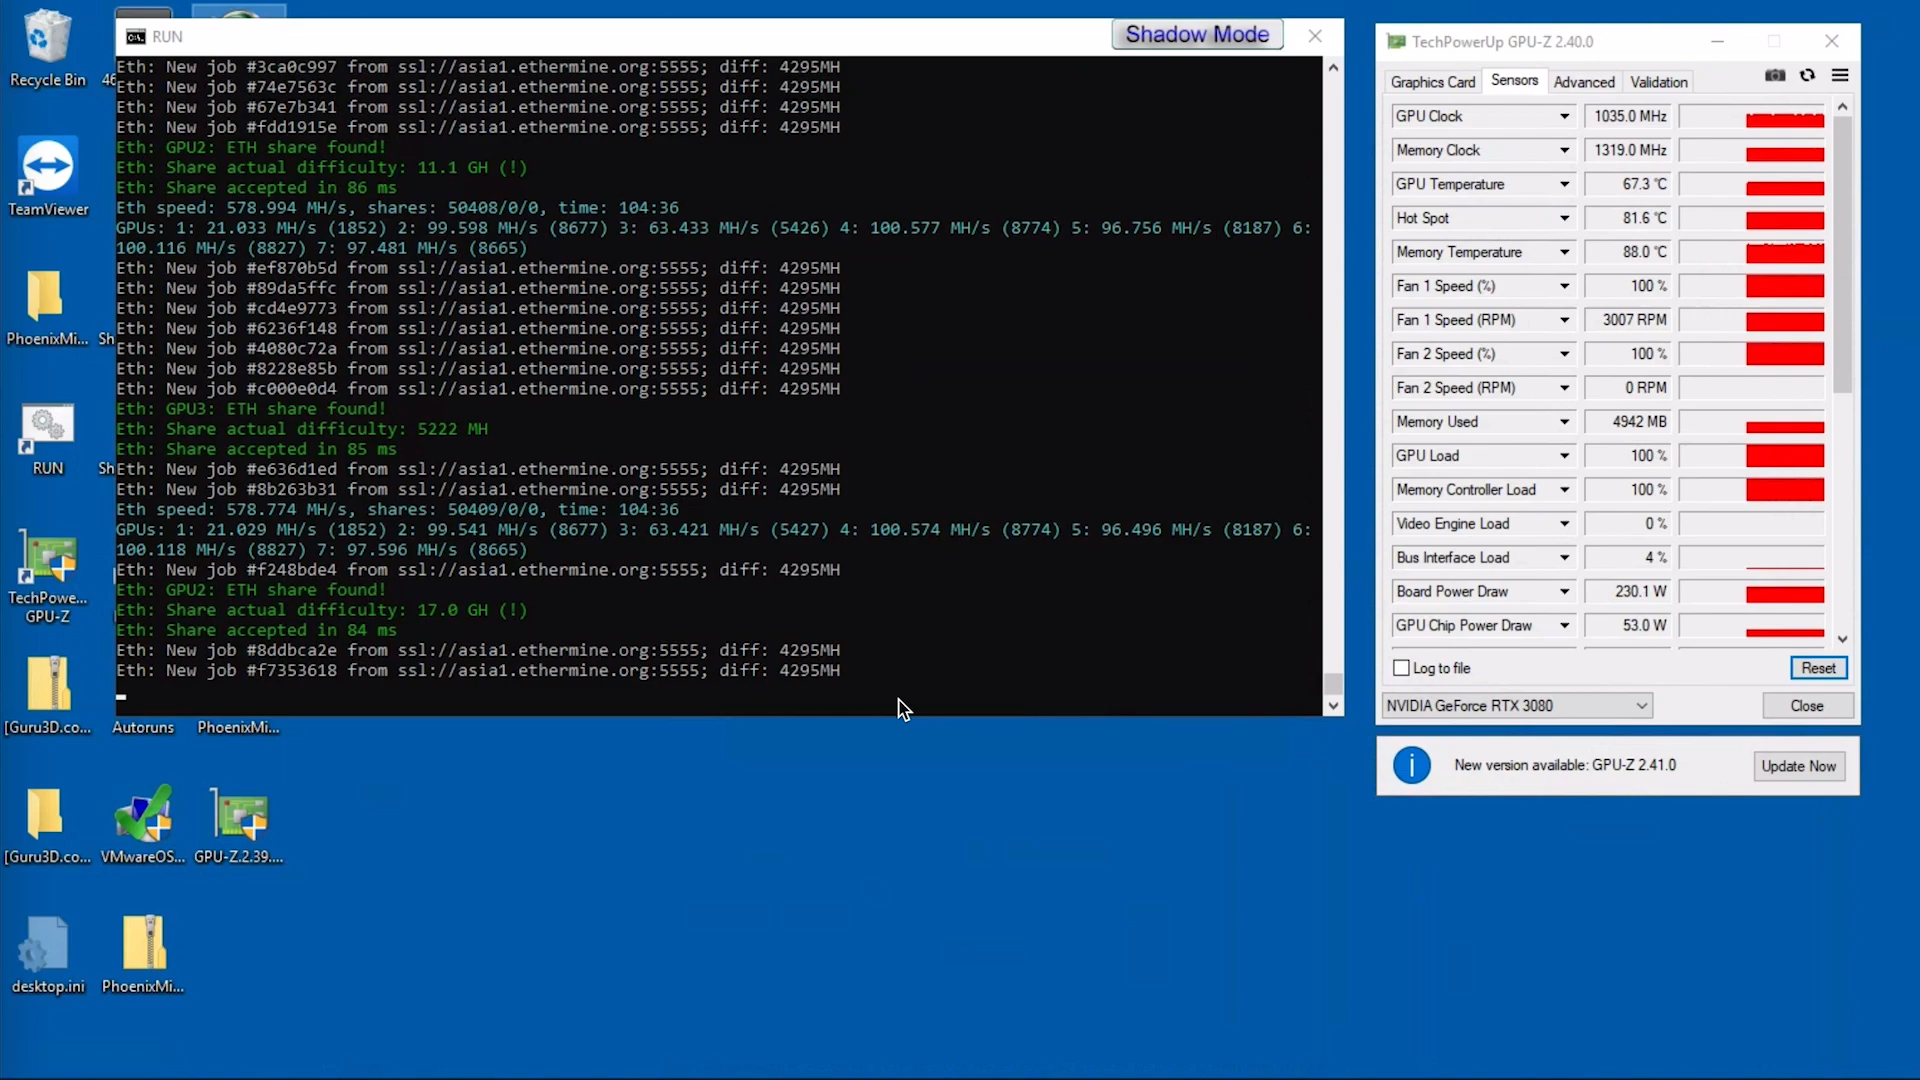 Recycle Bin
46
TeamViewer
PhoenixMi...
Sh
RUN
Sh
TechPowe...
GPU-Z
[Guru3D.co...
Autoruns
PhoenixMi...
[Guru3D.co...
VMwareOS...
GPU-Z.2.39....
desktop.ini
PhoenixMi...
RUN
Shadow Mode
Eth: New job #3ca0c997 from ssl://asia1.ethermine.org:5555; diff: 4295MH
Eth: New job #74e7563c from ssl://asia1.ethermine.org:5555; diff: 4295MH
Eth: New job #67e7b341 from ssl://asia1.ethermine.org:5555; diff: 4295MH
Eth: New job #fdd1915e from ssl://asia1.ethermine.org:5555; diff: 4295MH
Eth: GPU2: ETH share found!
Eth: Share actual difficulty: 11.1 GH (!)
Eth: Share accepted in 86 ms
Eth speed: 578.994 MH/s, shares: 50408/0/0, time: 104:36
GPUs: 1: 21.033 MH/s (1852) 2: 99.598 MH/s (8677) 3: 63.433 MH/s (5426) 4: 100.577 MH/s (8774) 5: 96.756 MH/s (8187) 6:
100.116 MH/s (8827) 7: 97.481 MH/s (8665)
Eth: New job #ef870b5d from ssl://asia1.ethermine.org:5555; diff: 4295MH
Eth: New job #89da5ffc from ssl://asia1.ethermine.org:5555; diff: 4295MH
Eth: New job #cd4e9773 from ssl://asia1.ethermine.org:5555; diff: 4295MH
Eth: New job #6236f148 from ssl://asia1.ethermine.org:5555; diff: 4295MH
Eth: New job #4080c72a from ssl://asia1.ethermine.org:5555; diff: 4295MH
Eth: New job #8228e85b from ssl://asia1.ethermine.org:5555; diff: 4295MH
Eth: New job #c000e0d4 from ssl://asia1.ethermine.org:5555; diff: 4295MH
Eth: GPU3: ETH share found!
Eth: Share actual difficulty: 5222 MH
Eth: Share accepted in 85 ms
Eth: New job #e636d1ed from ssl://asia1.ethermine.org:5555; diff: 4295MH
Eth: New job #8b263b31 from ssl://asia1.ethermine.org:5555; diff: 4295MH
Eth speed: 578.774 MH/s, shares: 50409/0/0, time: 104:36
GPUs: 1: 21.029 MH/s (1852) 2: 99.541 MH/s (8677) 3: 63.421 MH/s (5427) 4: 100.574 MH/s (8774) 5: 96.496 MH/s (8187) 6:
100.118 MH/s (8827) 7: 97.596 MH/s (8665)
Eth: New job #f248bde4 from ssl://asia1.ethermine.org:5555; diff: 4295MH
Eth: GPU2: ETH share found!
Eth: Share actual difficulty: 17.0 GH (!)
Eth: Share accepted in 84 ms
Eth: New job #8ddbca2e from ssl://asia1.ethermine.org:5555; diff: 4295MH
Eth: New job #f7353618 from ssl://asia1.ethermine.org:5555; diff: 4295MH
TechPowerUp GPU-Z 2.40.0
Graphics Card Sensors Advanced Validation
GPU Clock 1035.0 MHz
Memory Clock 1319.0 MHz
GPU Temperature 67.3 °C
Hot Spot 81.6 °C
Memory Temperature 88.0 °C
Fan 1 Speed (%) 100 %
Fan 1 Speed (RPM) 3007 RPM
Fan 2 Speed (%) 100 %
Fan 2 Speed (RPM) 0 RPM
Memory Used 4942 MB
GPU Load 100 %
Memory Controller Load 100 %
Video Engine Load 0 %
Bus Interface Load 4 %
Board Power Draw 230.1 W
GPU Chip Power Draw 53.0 W
Log to file
Reset
NVIDIA GeForce RTX 3080
Close
New version available: GPU-Z 2.41.0
Update Now